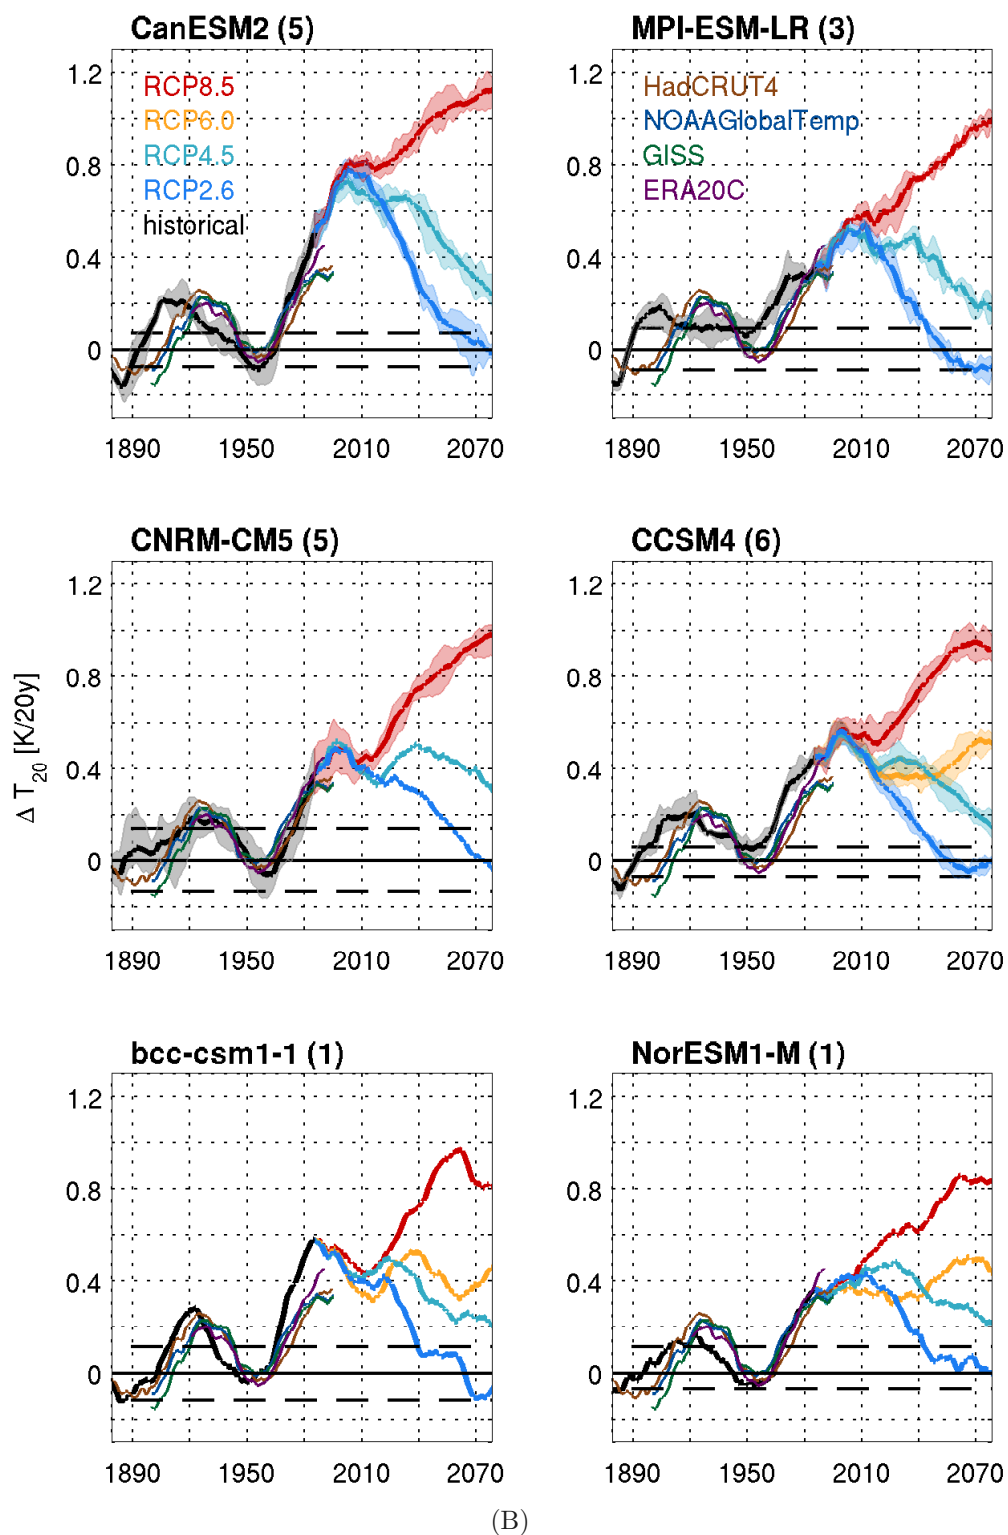 CanESM2 (5)
MPI-ESM-LR (3)
1.2
0.8
0.4
0
RCP8.5
RCP6.0
RCP4.5
RCP2.6
historical
1890
1950
2010
2070
1.2
0.8
0.4
0
HadCRUT4
NOAAGlobalTemp
GISS
ERA20C
1890
1950
2010
2070
CNRM-CM5 (5)
CCSM4 (6)
Δ T20 [K/20y]
1.2
0.8
0.4
0
1890
1950
2010
2070
1.2
0.8
0.4
0
1890
1950
2010
2070
bcc-csm1-1 (1)
NorESM1-M (1)
1.2
0.8
0.4
0
1890
1950
2010
2070
1.2
0.8
0.4
0
1890
1950
2010
2070
(B)